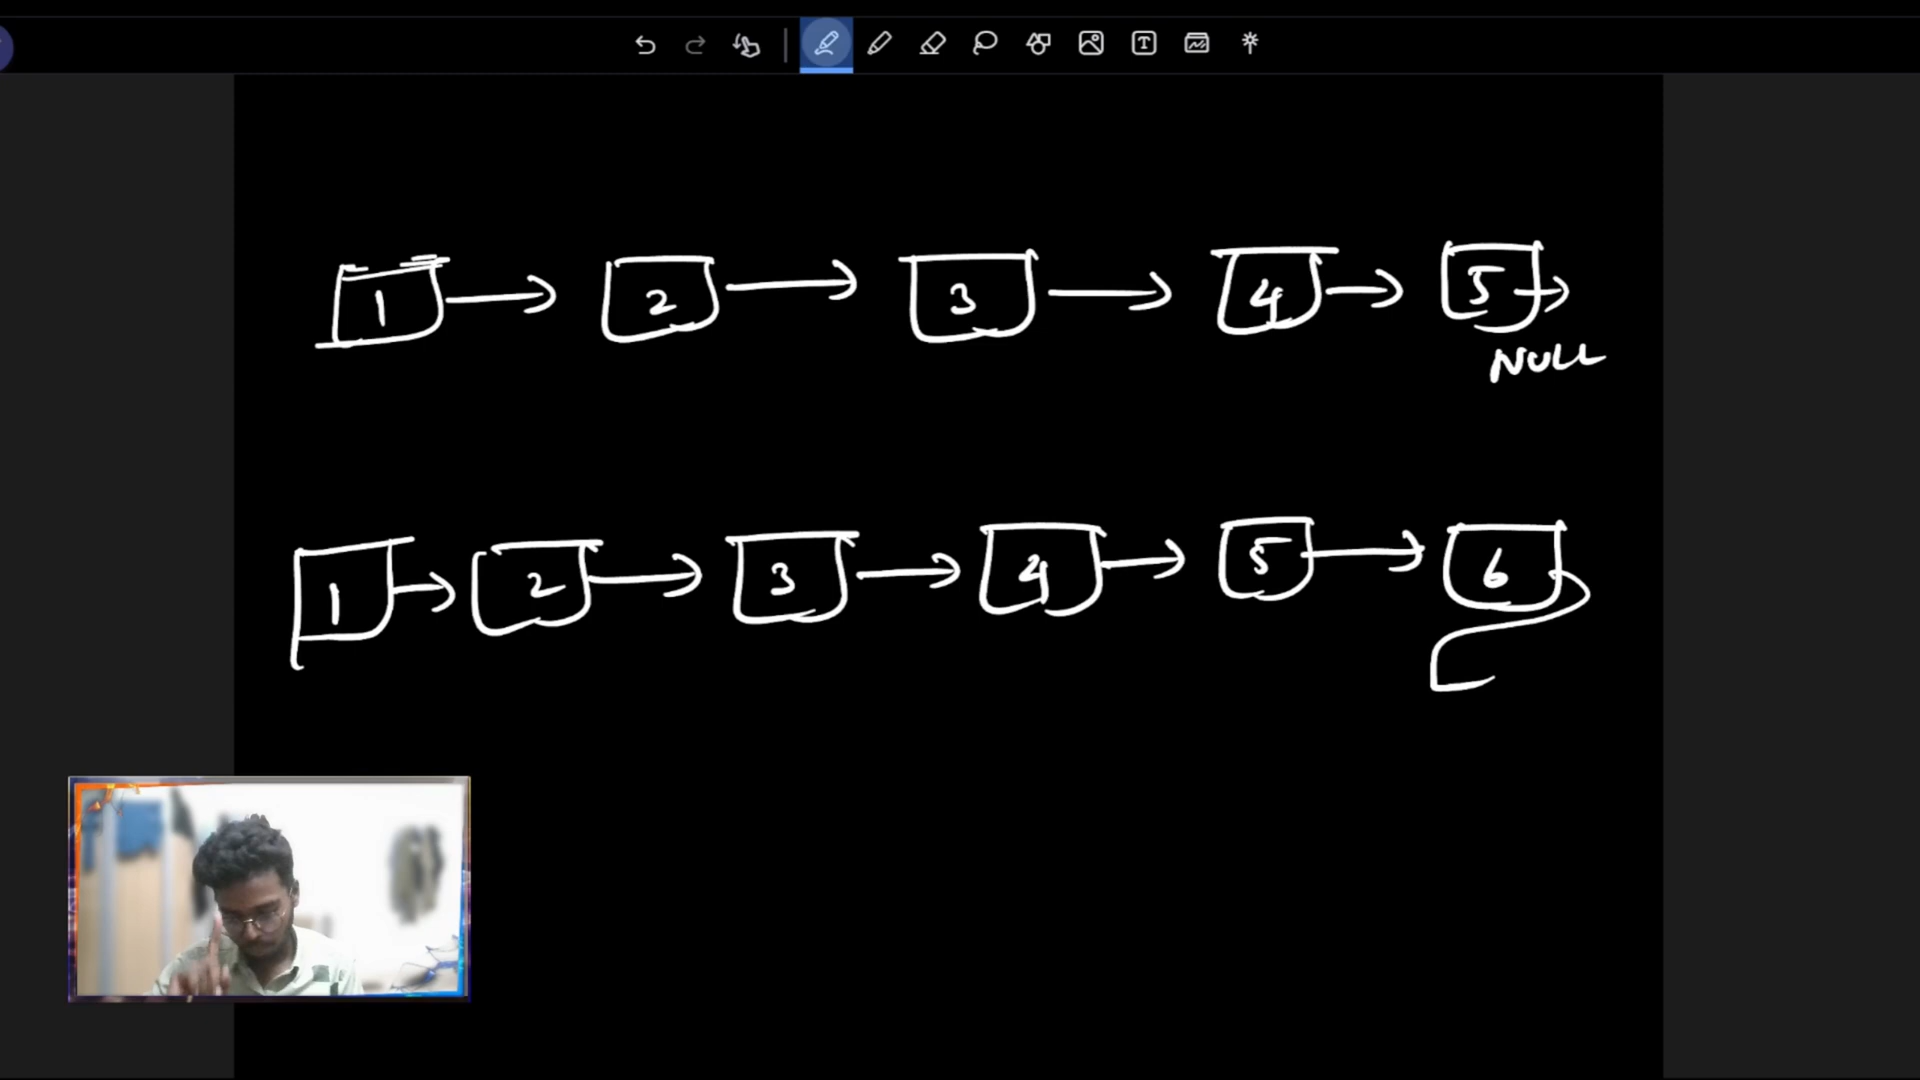 1 → 2 → 3 → 4 → 5 →
NULL
1 → 2 → 3 → 4 → 5 → 6